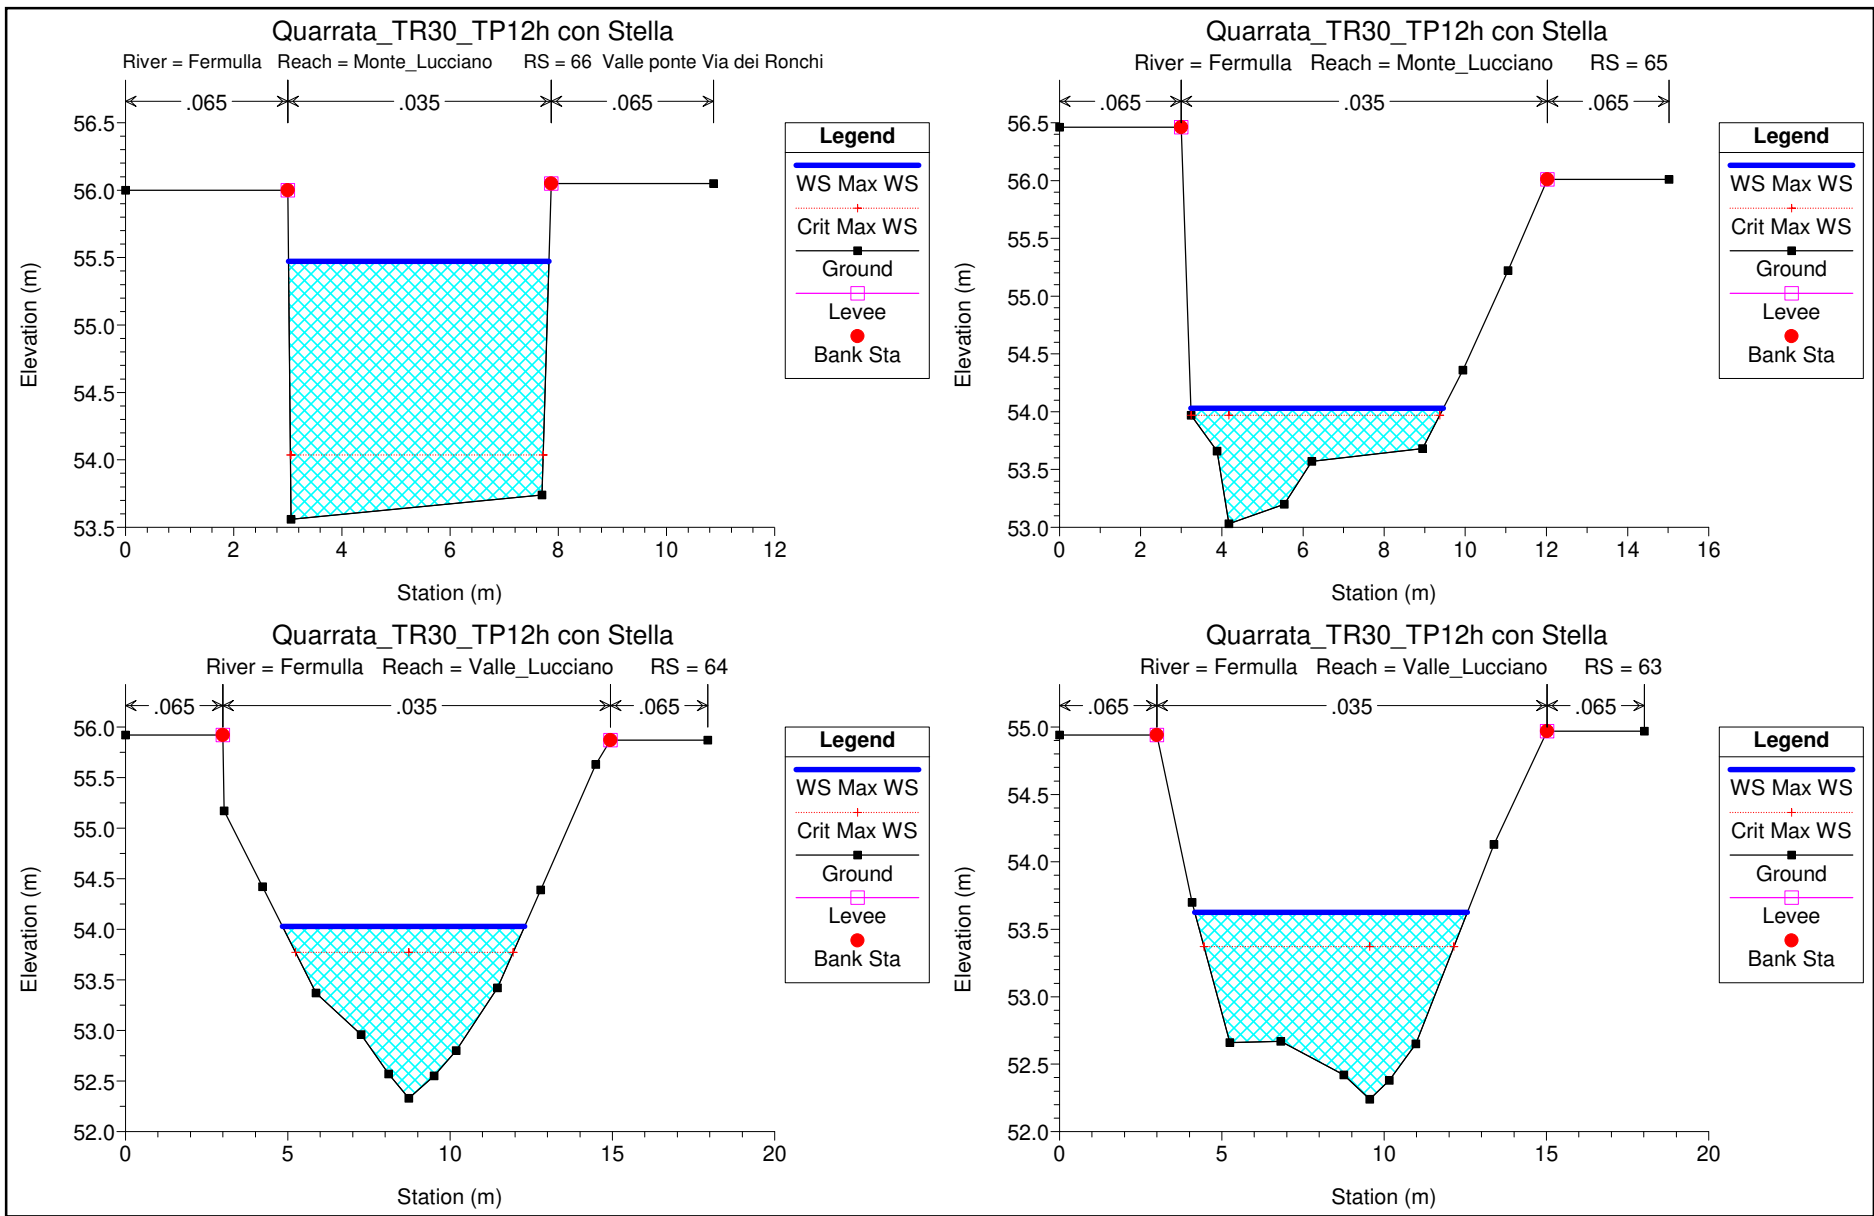 Quarrata_TR30_TP12h con Stella
River = Fermulla Reach = Monte_Lucciano RS = 66 Valle ponte Via dei Ronchi
.065 .035 .065
56.5
56.0
55.5
55.0
54.5
54.0
53.5
0 2 4 6 8 10 12
Station (m)
Elevation (m)
Legend
WS Max WS
Crit Max WS
Ground
Levee
Bank Sta
Quarrata_TR30_TP12h con Stella
River = Fermulla Reach = Monte_Lucciano RS = 65
.065 .035 .065
56.5
56.0
55.5
55.0
54.5
54.0
53.5
53.0
0 2 4 6 8 10 12 14 16
Station (m)
Elevation (m)
Legend
WS Max WS
Crit Max WS
Ground
Levee
Bank Sta
Quarrata_TR30_TP12h con Stella
River = Fermulla Reach = Valle_Lucciano RS = 64
.065 .035 .065
56.0
55.5
55.0
54.5
54.0
53.5
53.0
52.5
52.0
0 5 10 15 20
Station (m)
Elevation (m)
Legend
WS Max WS
Crit Max WS
Ground
Levee
Bank Sta
Quarrata_TR30_TP12h con Stella
River = Fermulla Reach = Valle_Lucciano RS = 63
.065 .035 .065
55.0
54.5
54.0
53.5
53.0
52.5
52.0
0 5 10 15 20
Station (m)
Elevation (m)
Legend
WS Max WS
Crit Max WS
Ground
Levee
Bank Sta